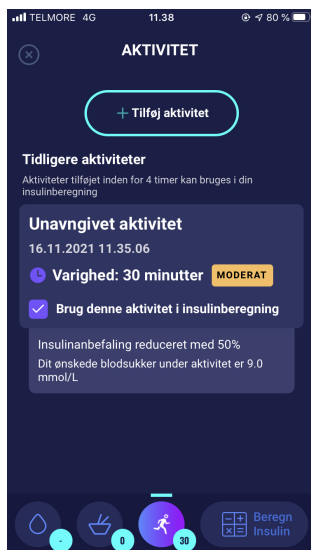 TELMORE 4G 11.38 80 %
AKTIVITET
+ Tilføj aktivitet
Tidligere aktiviteter
Aktiviteter tilføjet inden for 4 timer kan bruges i din
insulinberegning
Unavngivet aktivitet
16.11.2021 11.35.06
Varighed: 30 minutter MODERAT
Brug denne aktivitet i insulinberegning
Insulinanbefaling reduceret med 50%
Dit ønskede blodsukker under aktivitet er 9.0
mmol/L
- 0 30
Beregn
Insulin